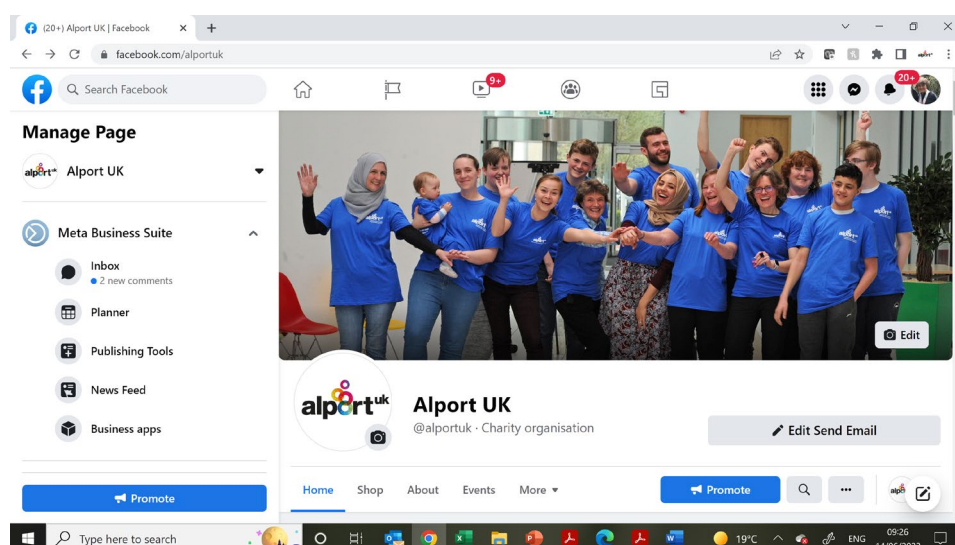 (20+) Alport UK | Facebook
facebook.com/alportuk
Search Facebook
9+
20+
Manage Page
alport uk Alport UK
Meta Business Suite
Inbox
2 new comments
Planner
Publishing Tools
News Feed
Business apps
Promote
Edit
alport uk
Alport UK
@alportuk · Charity organisation
Edit Send Email
Home Shop About Events More
Promote
Type here to search
19°C ENG 09:26